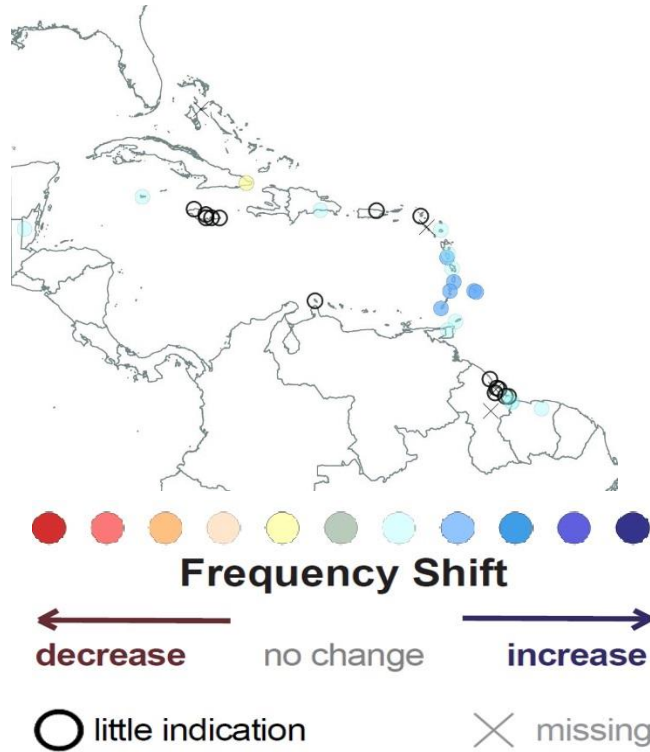 Frequency Shift
decrease no change increase
little indication missing